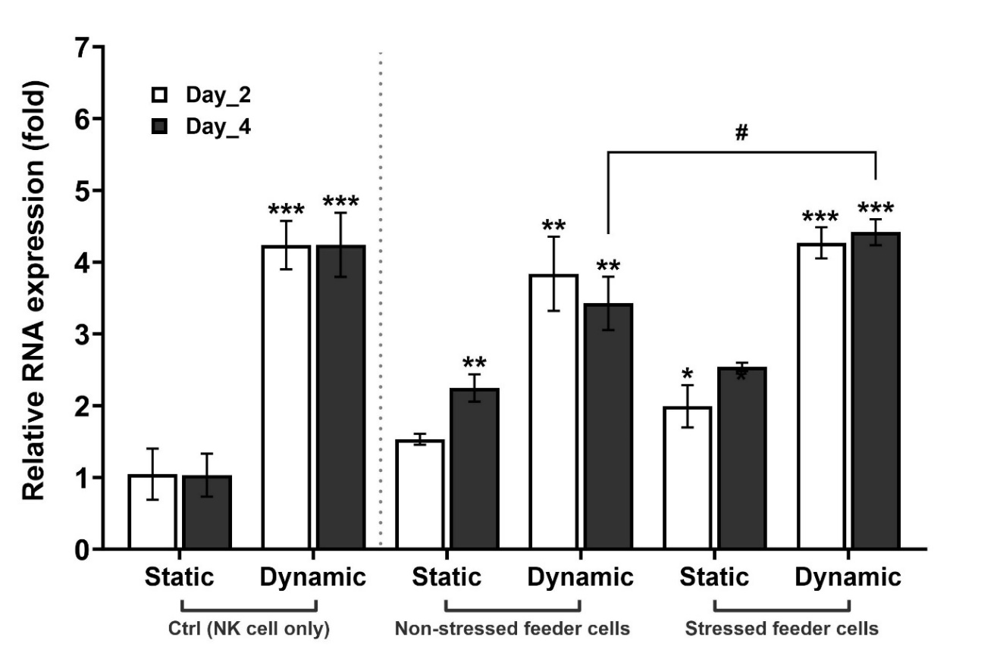 Relative RNA expression (fold)
7
6
5
4
3
2
1
0
Day_2
Day_4
#
*** ***
** **
*** ***
**
* *
Static Dynamic Static Dynamic Static Dynamic
Ctrl (NK cell only) Non-stressed feeder cells Stressed feeder cells